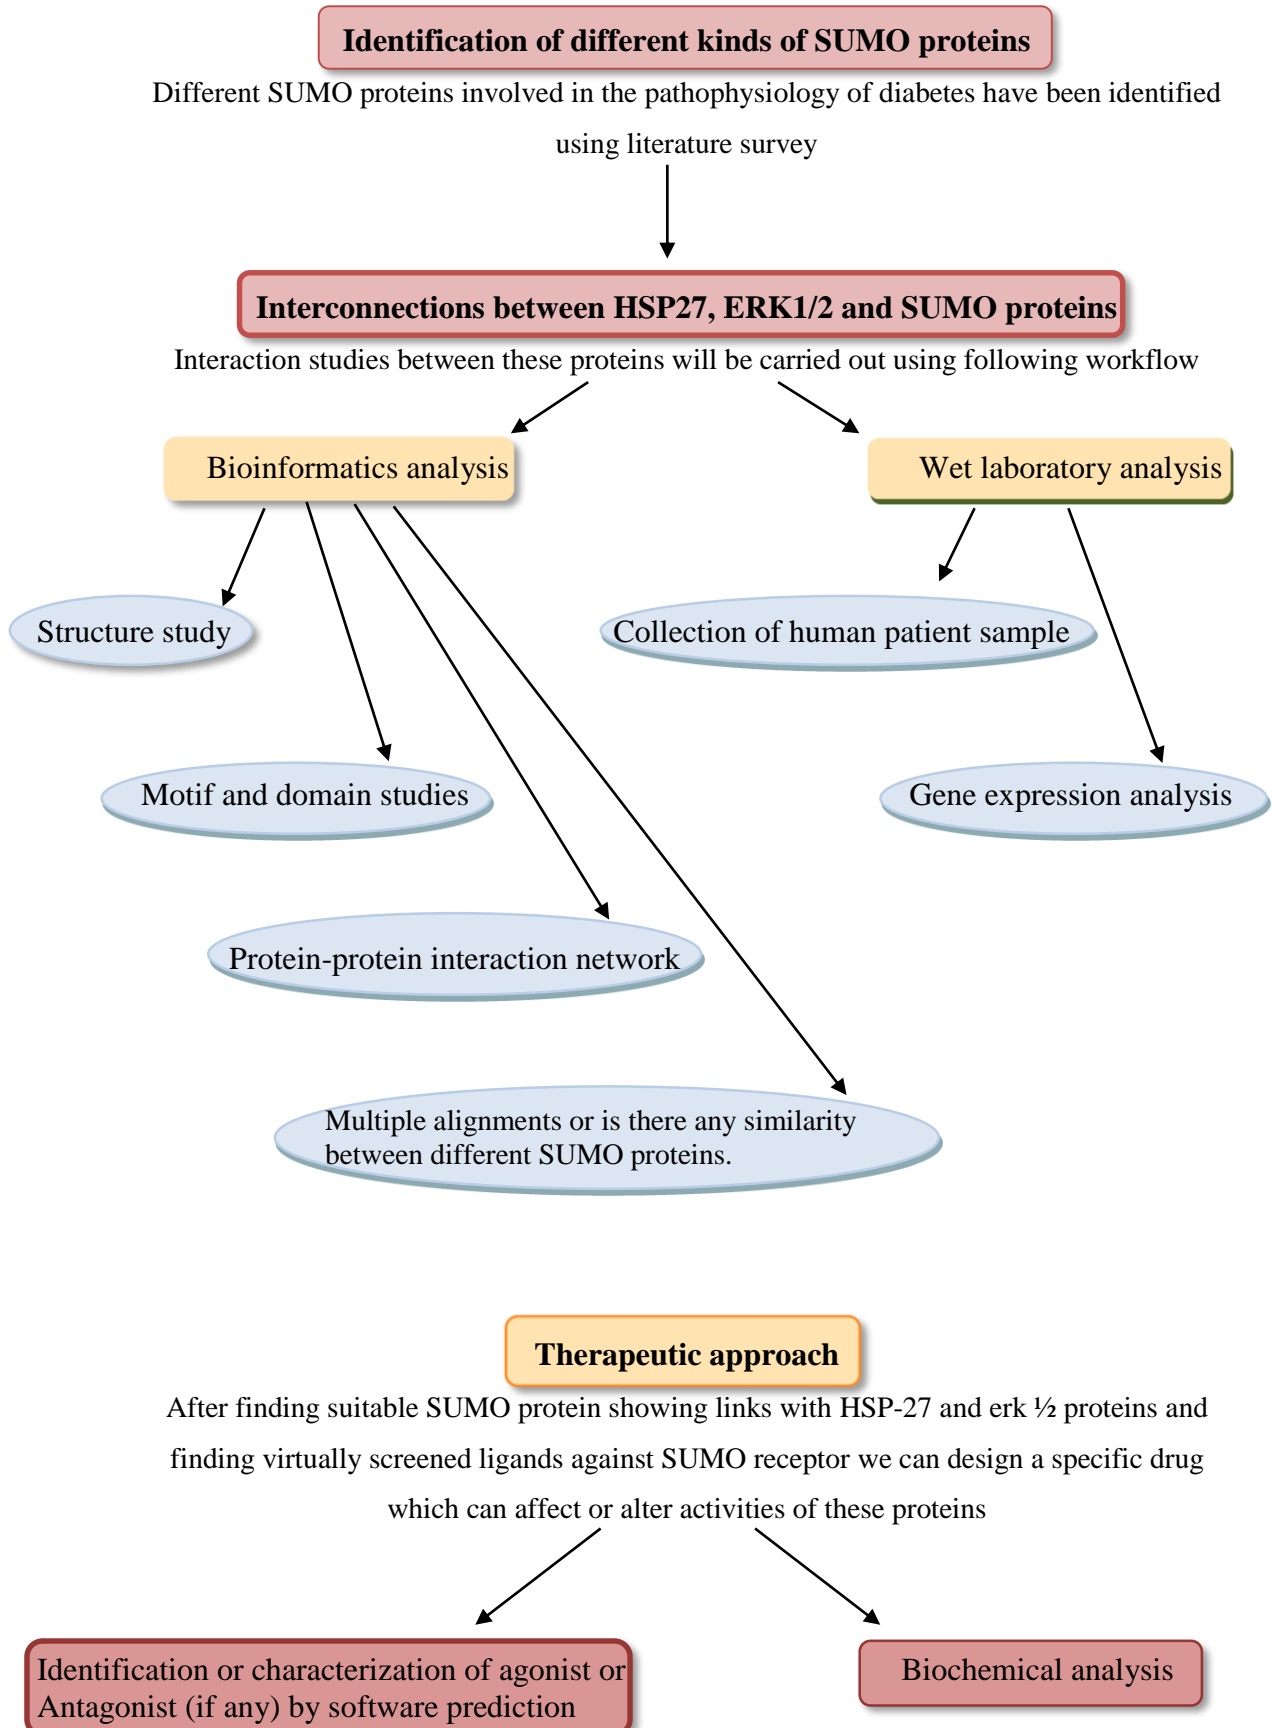 Identification of different kinds of SUMO proteins
Different SUMO proteins involved in the pathophysiology of diabetes have been identified
using literature survey
Interconnections between HSP27, ERK1/2 and SUMO proteins
Interaction studies between these proteins will be carried out using following workflow
Bioinformatics analysis
Wet laboratory analysis
Structure study
Collection of human patient sample
Motif and domain studies
Gene expression analysis
Protein-protein interaction network
Multiple alignments or is there any similarity
between different SUMO proteins.
Therapeutic approach
After finding suitable SUMO protein showing links with HSP-27 and erk ½ proteins and
finding virtually screened ligands against SUMO receptor we can design a specific drug
which can affect or alter activities of these proteins
Identification or characterization of agonist or
Antagonist (if any) by software prediction
Biochemical analysis